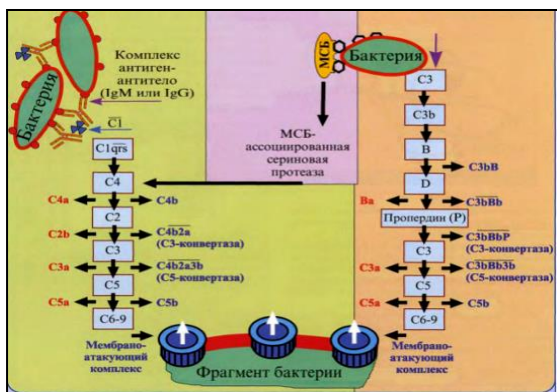 Комплекс
антиген-
антитело
(IgM или IgG)
Бактерия
C1
C1qrs
C4
C4a
C4b
C2
C2b
C4b2a
(C3-конвертаза)
C3
C3a
C4b2a3b
(C5-конвертаза)
C5
C5a
C5b
C6-9
Мембрано-
атакующий
комплекс
МСБ
Бактерия
МСБ-
ассоциированная
сериновая
протеаза
C3
C3b
B
C3bB
D
Ba
C3bBb
Пропердин (P)
C3bBbP
(C3-конвертаза)
C3
C3a
C3bBb3b
(C5-конвертаза)
C5
C5a
C5b
C6-9
Мембрано-
атакующий
комплекс
Фрагмент бактерии